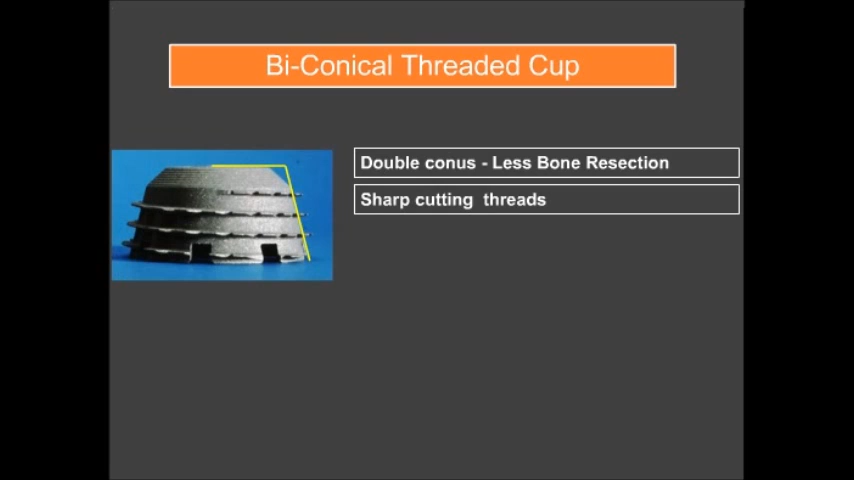 Bi-Conical Threaded Cup
Double conus - Less Bone Resection
Sharp cutting  threads